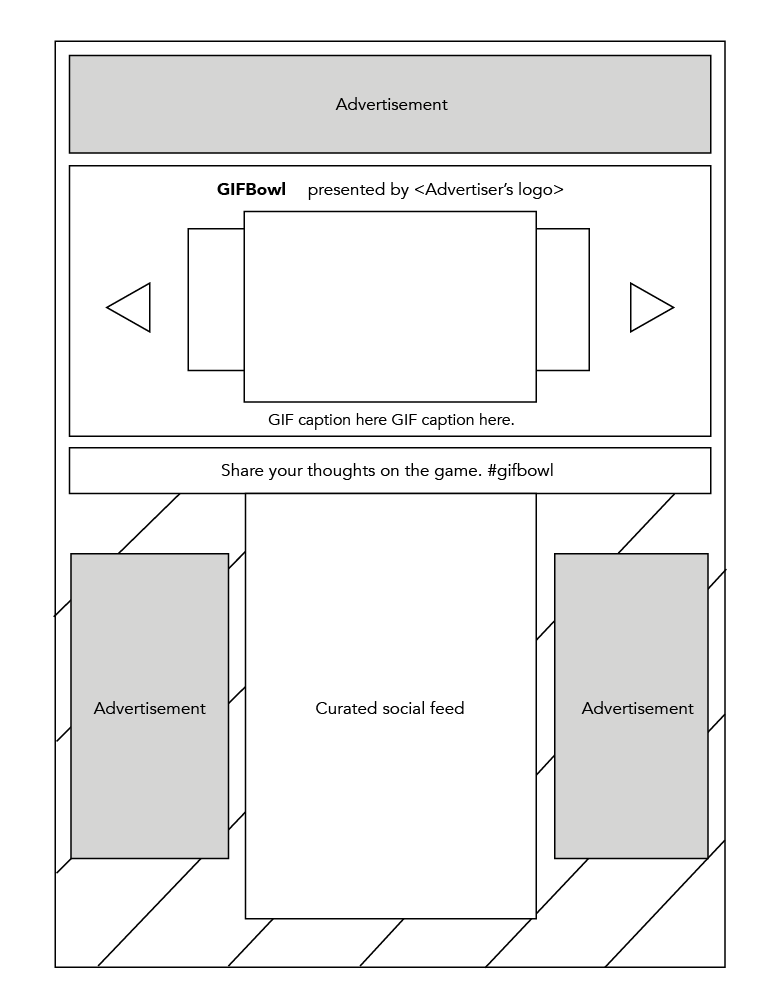 Advertisement
GIFBowl presented by <Advertiser's logo>
GIF caption here GIF caption here.
Share your thoughts on the game. #gifbowl
Advertisement
Curated social feed
Advertisement